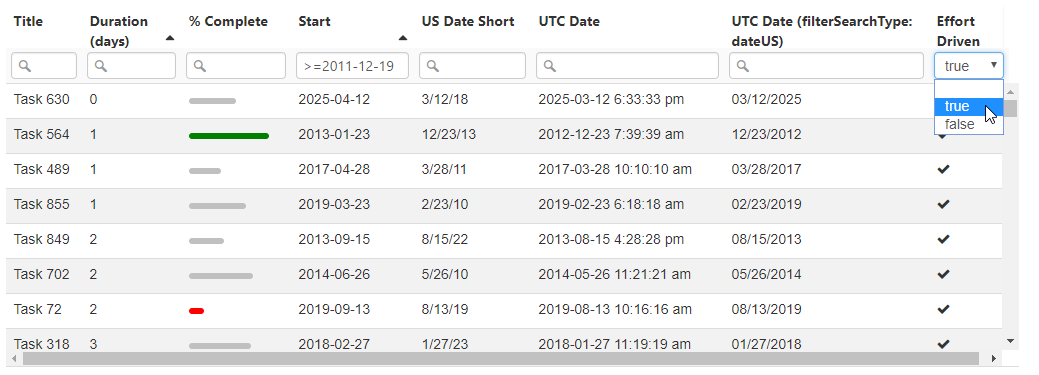 Title Duration (days) % Complete Start US Date Short UTC Date UTC Date (filterSearchType: dateUS) Effort Driven
>=2011-12-19 true
true
false
Task 630 0 2025-04-12 3/12/18 2025-03-12 6:33:33 pm 03/12/2025
Task 564 1 2013-01-23 12/23/13 2012-12-23 7:39:39 am 12/23/2012
Task 489 1 2017-04-28 3/28/11 2017-03-28 10:10:10 am 03/28/2017
Task 855 1 2019-03-23 2/23/10 2019-02-23 6:18:18 am 02/23/2019
Task 849 2 2013-09-15 8/15/22 2013-08-15 4:28:28 pm 08/15/2013
Task 702 2 2014-06-26 5/26/10 2014-05-26 11:21:21 am 05/26/2014
Task 72 2 2019-09-13 8/13/19 2019-08-13 10:16:16 am 08/13/2019
Task 318 3 2018-02-27 1/27/23 2018-01-27 11:19:19 am 01/27/2018